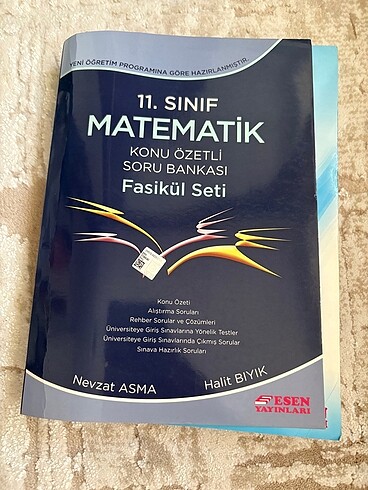 YENİ ÖĞRETİM PROGRAMINA GÖRE HAZIRLANMIŞTIR.
11. SINIF
MATEMATİK
KONU ÖZETLİ
SORU BANKASI
Fasikül Seti
Konu Özeti
Alıştırma Soruları
Rehber Sorular ve Çözümleri
Üniversiteye Giriş Sınavlarına Yönelik Testler
Üniversiteye Giriş Sınavlarında Çıkmış Sorular
Sınava Hazırlık Soruları
Nevzat ASMA
Halit BIYIK
ESEN
YAYINLARI